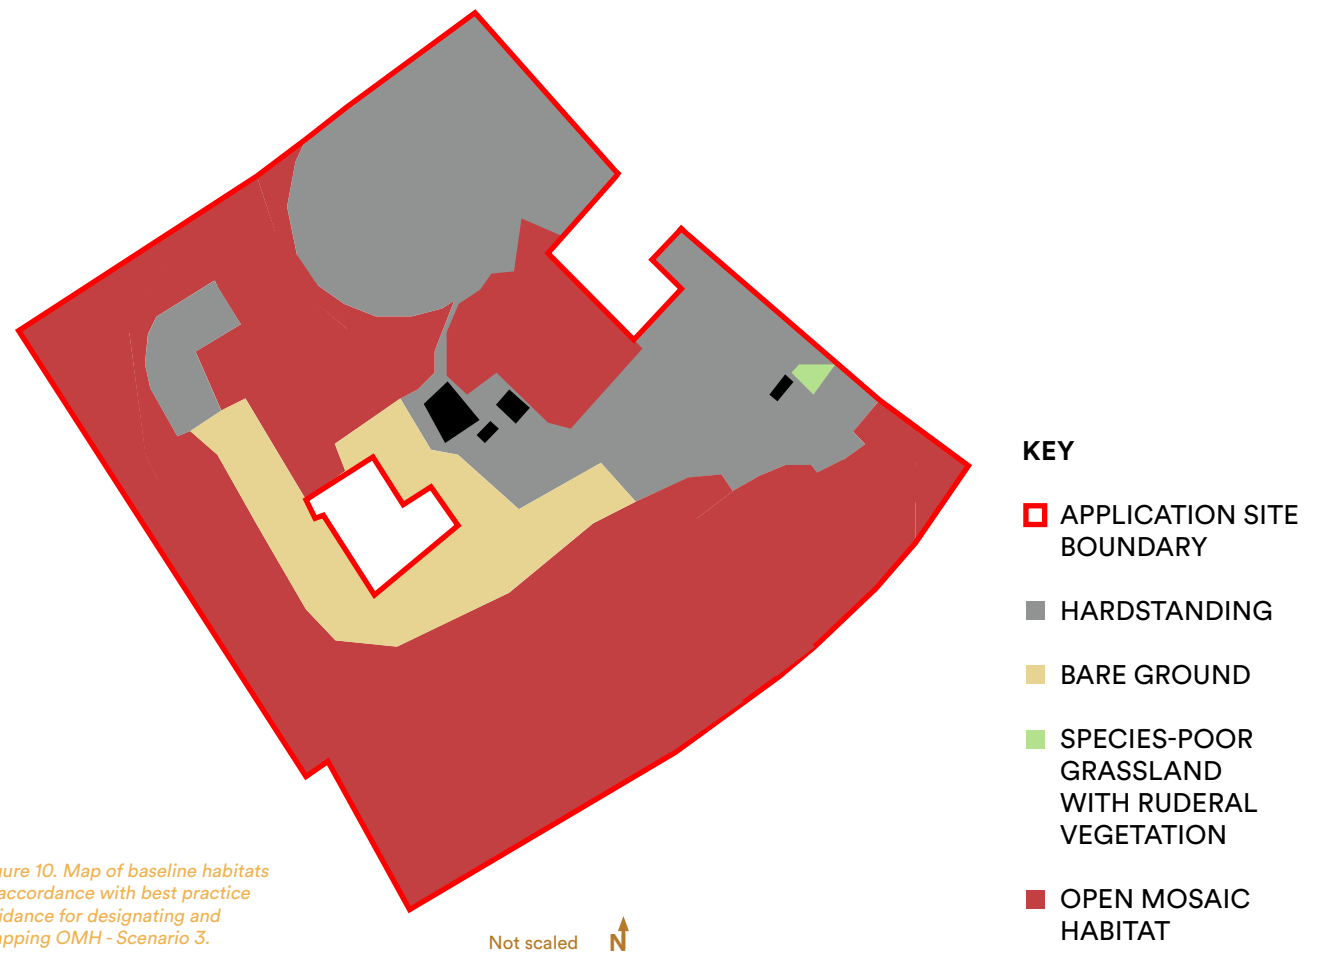 KEY
APPLICATION SITE
BOUNDARY
HARDSTANDING
BARE GROUND
SPECIES-POOR
GRASSLAND
WITH RUDERAL
VEGETATION
OPEN MOSAIC
HABITAT
10. Map of baseline habitats
accordance with best practice
for designating and
OMH - Scenario 3.
Not scaled
N